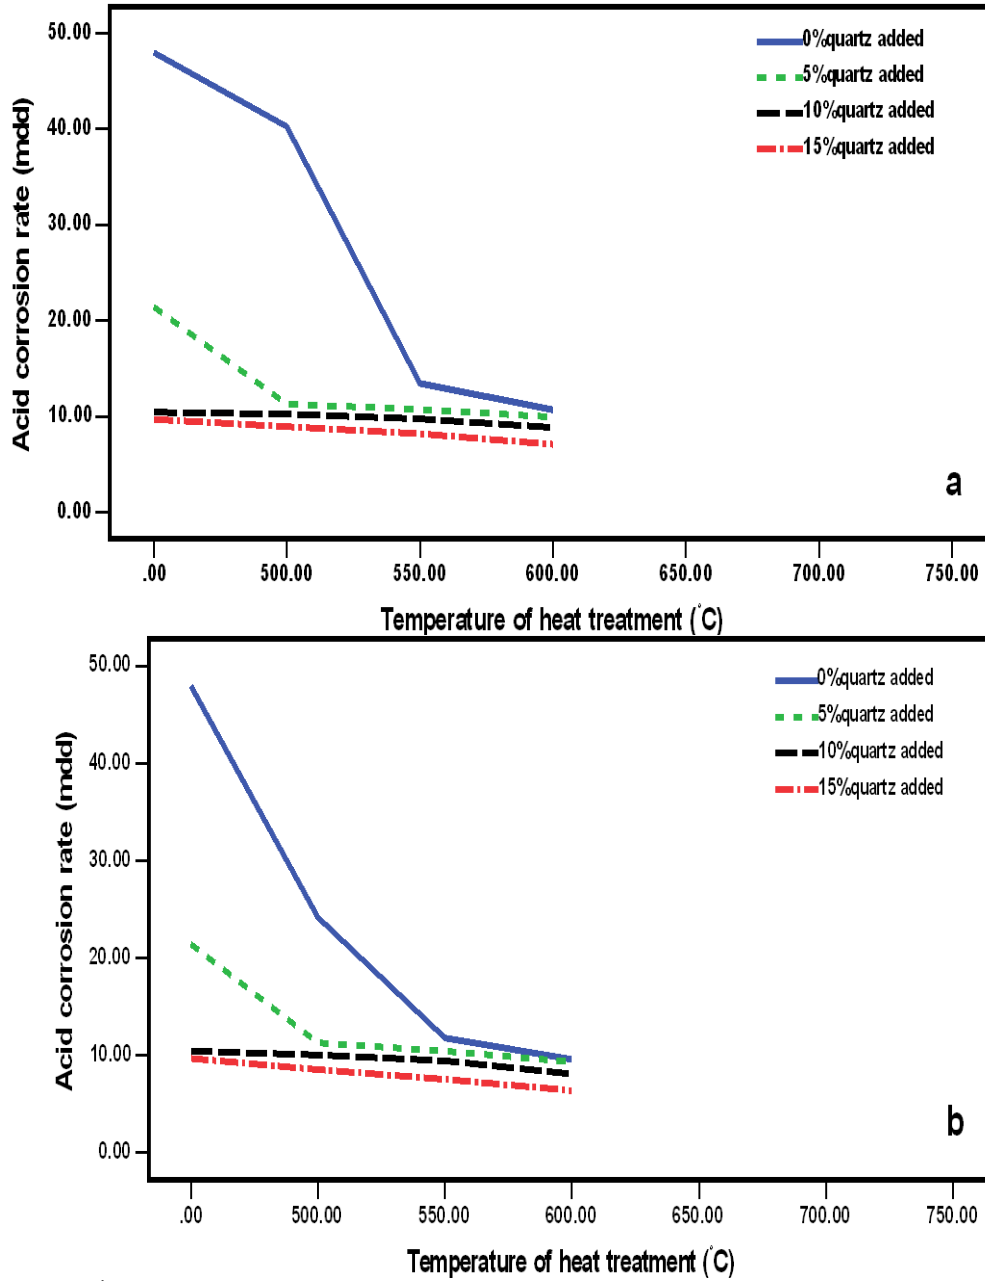 50.00
40.00
30.00
20.00
10.00
0.00
Acid corrosion rate (mdd)
0%quartz added
5%quartz added
10%quartz added
15%quartz added
a
.00 500.00 550.00 600.00 650.00 700.00 750.00
Temperature of heat treatment (°C)
50.00
40.00
30.00
20.00
10.00
0.00
Acid corrosion rate (mdd)
0%quartz added
5%quartz added
10%quartz added
15%quartz added
b
.00 500.00 550.00 600.00 650.00 700.00 750.00
Temperature of heat treatment (°C)